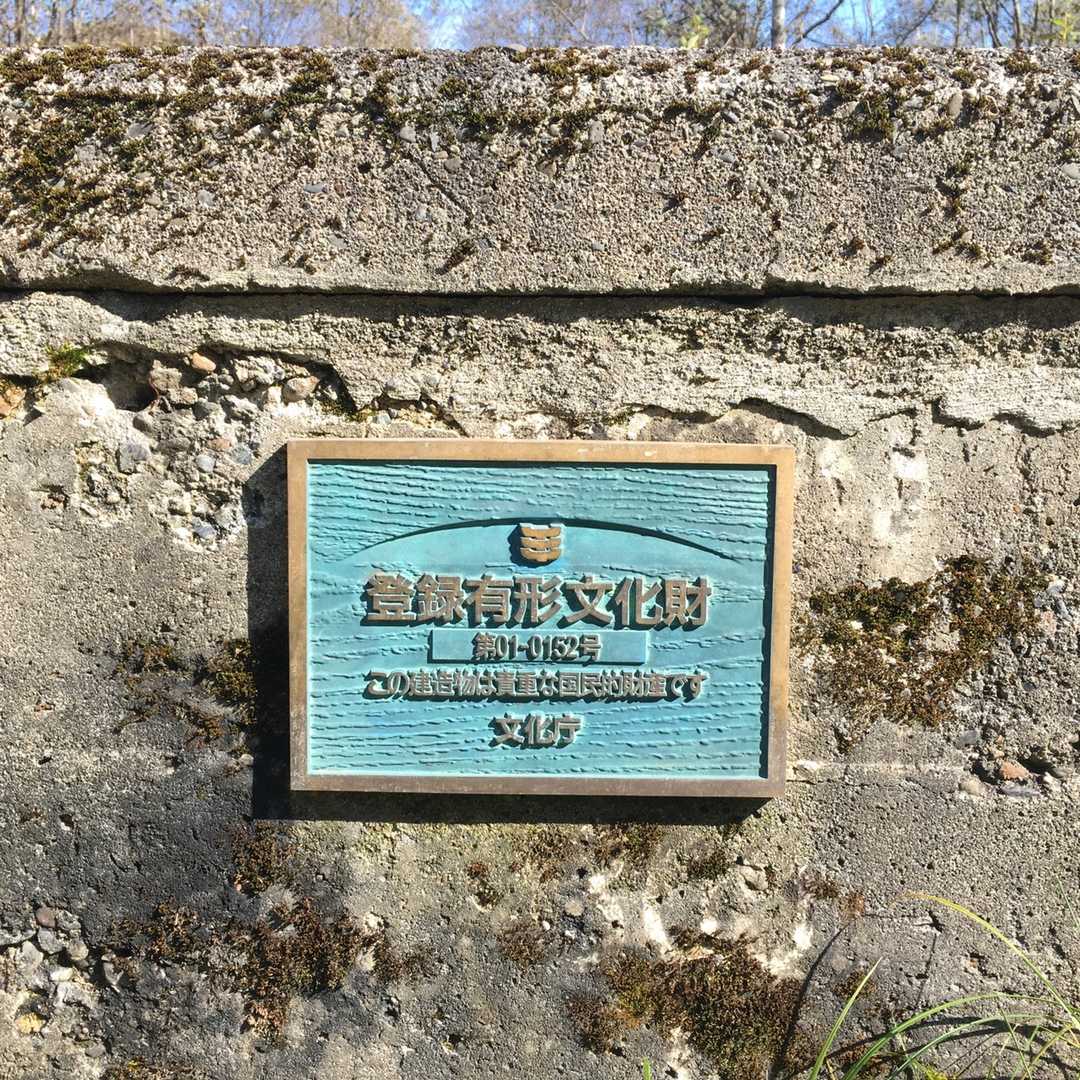 登録有形文化財
第01-0152号
この建造物は貴重な国民的財産です
文化庁